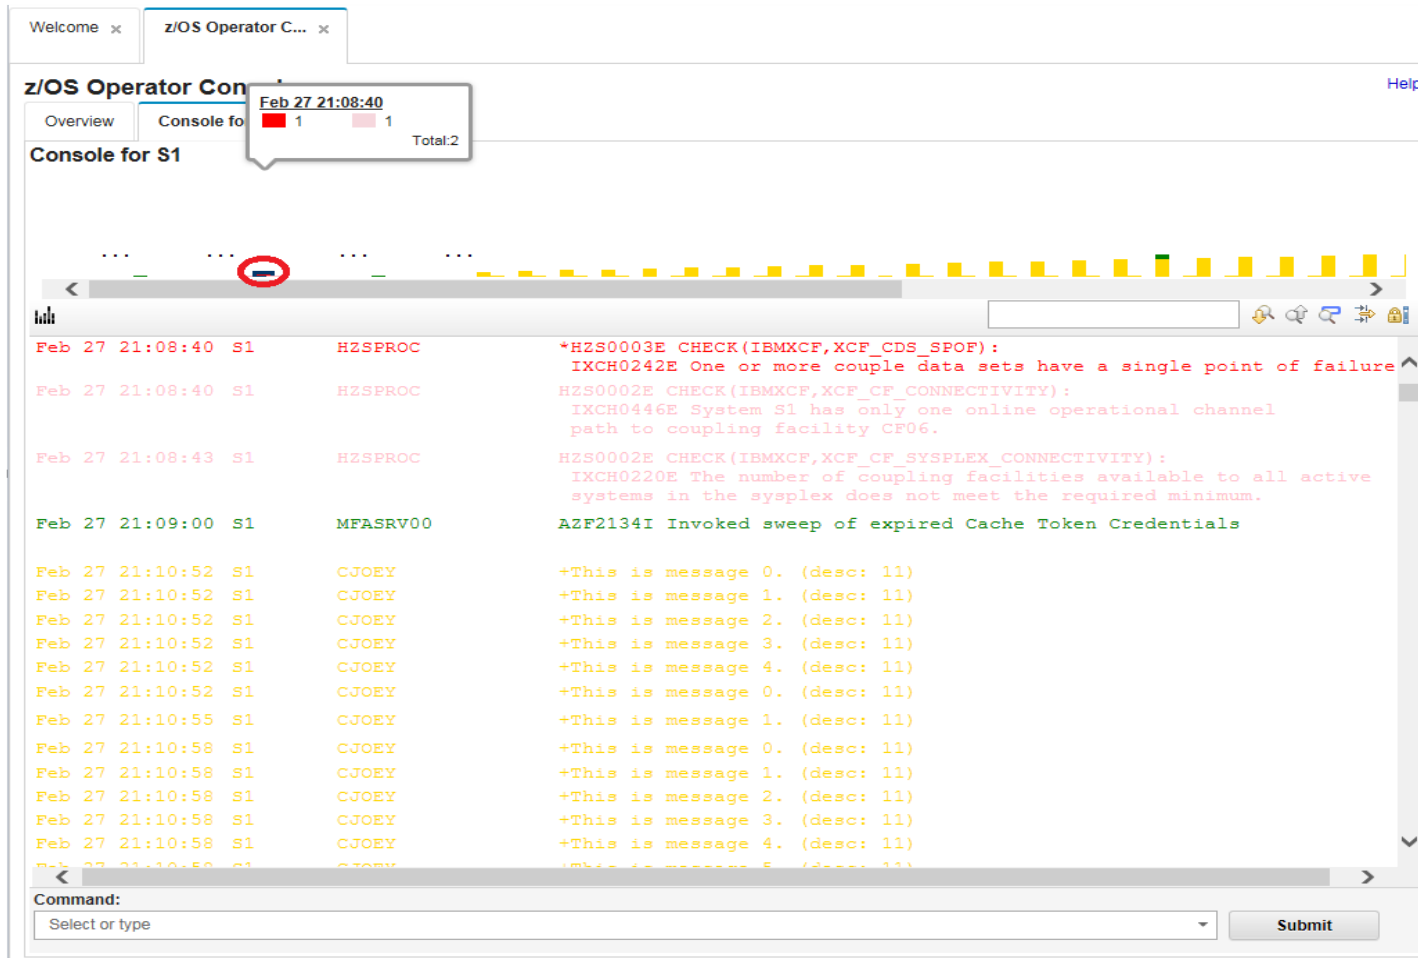 Welcome x
z/OS Operator C... x
z/OS Operator Con
Help
Overview
Console fo
Feb 27 21:08:40
1 1
Total:2
Console for S1
... ... ... ...
Feb 27 21:08:40 S1 HZSPROC *HZS0003E CHECK(IBMXCF,XCF_CDS_SPOF):
IXCH0242E One or more couple data sets have a single point of failure
Feb 27 21:08:40 S1 HZSPROC HZS0002E CHECK(IBMXCF,XCF_CF_CONNECTIVITY):
IXCH0446E System S1 has only one online operational channel
path to coupling facility CF06.
Feb 27 21:08:43 S1 HZSPROC HZS0002E CHECK(IBMXCF,XCF_CF_SYSPLEX_CONNECTIVITY):
IXCH0220E The number of coupling facilities available to all active
systems in the sysplex does not meet the required minimum.
Feb 27 21:09:00 S1 MFASRV00 AZF2134I Invoked sweep of expired Cache Token Credentials
Feb 27 21:10:52 S1 CJOEY +This is message 0. (desc: 11)
Feb 27 21:10:52 S1 CJOEY +This is message 1. (desc: 11)
Feb 27 21:10:52 S1 CJOEY +This is message 2. (desc: 11)
Feb 27 21:10:52 S1 CJOEY +This is message 3. (desc: 11)
Feb 27 21:10:52 S1 CJOEY +This is message 4. (desc: 11)
Feb 27 21:10:52 S1 CJOEY +This is message 0. (desc: 11)
Feb 27 21:10:55 S1 CJOEY +This is message 1. (desc: 11)
Feb 27 21:10:58 S1 CJOEY +This is message 0. (desc: 11)
Feb 27 21:10:58 S1 CJOEY +This is message 1. (desc: 11)
Feb 27 21:10:58 S1 CJOEY +This is message 2. (desc: 11)
Feb 27 21:10:58 S1 CJOEY +This is message 3. (desc: 11)
Feb 27 21:10:58 S1 CJOEY +This is message 4. (desc: 11)
Command:
Select or type
Submit